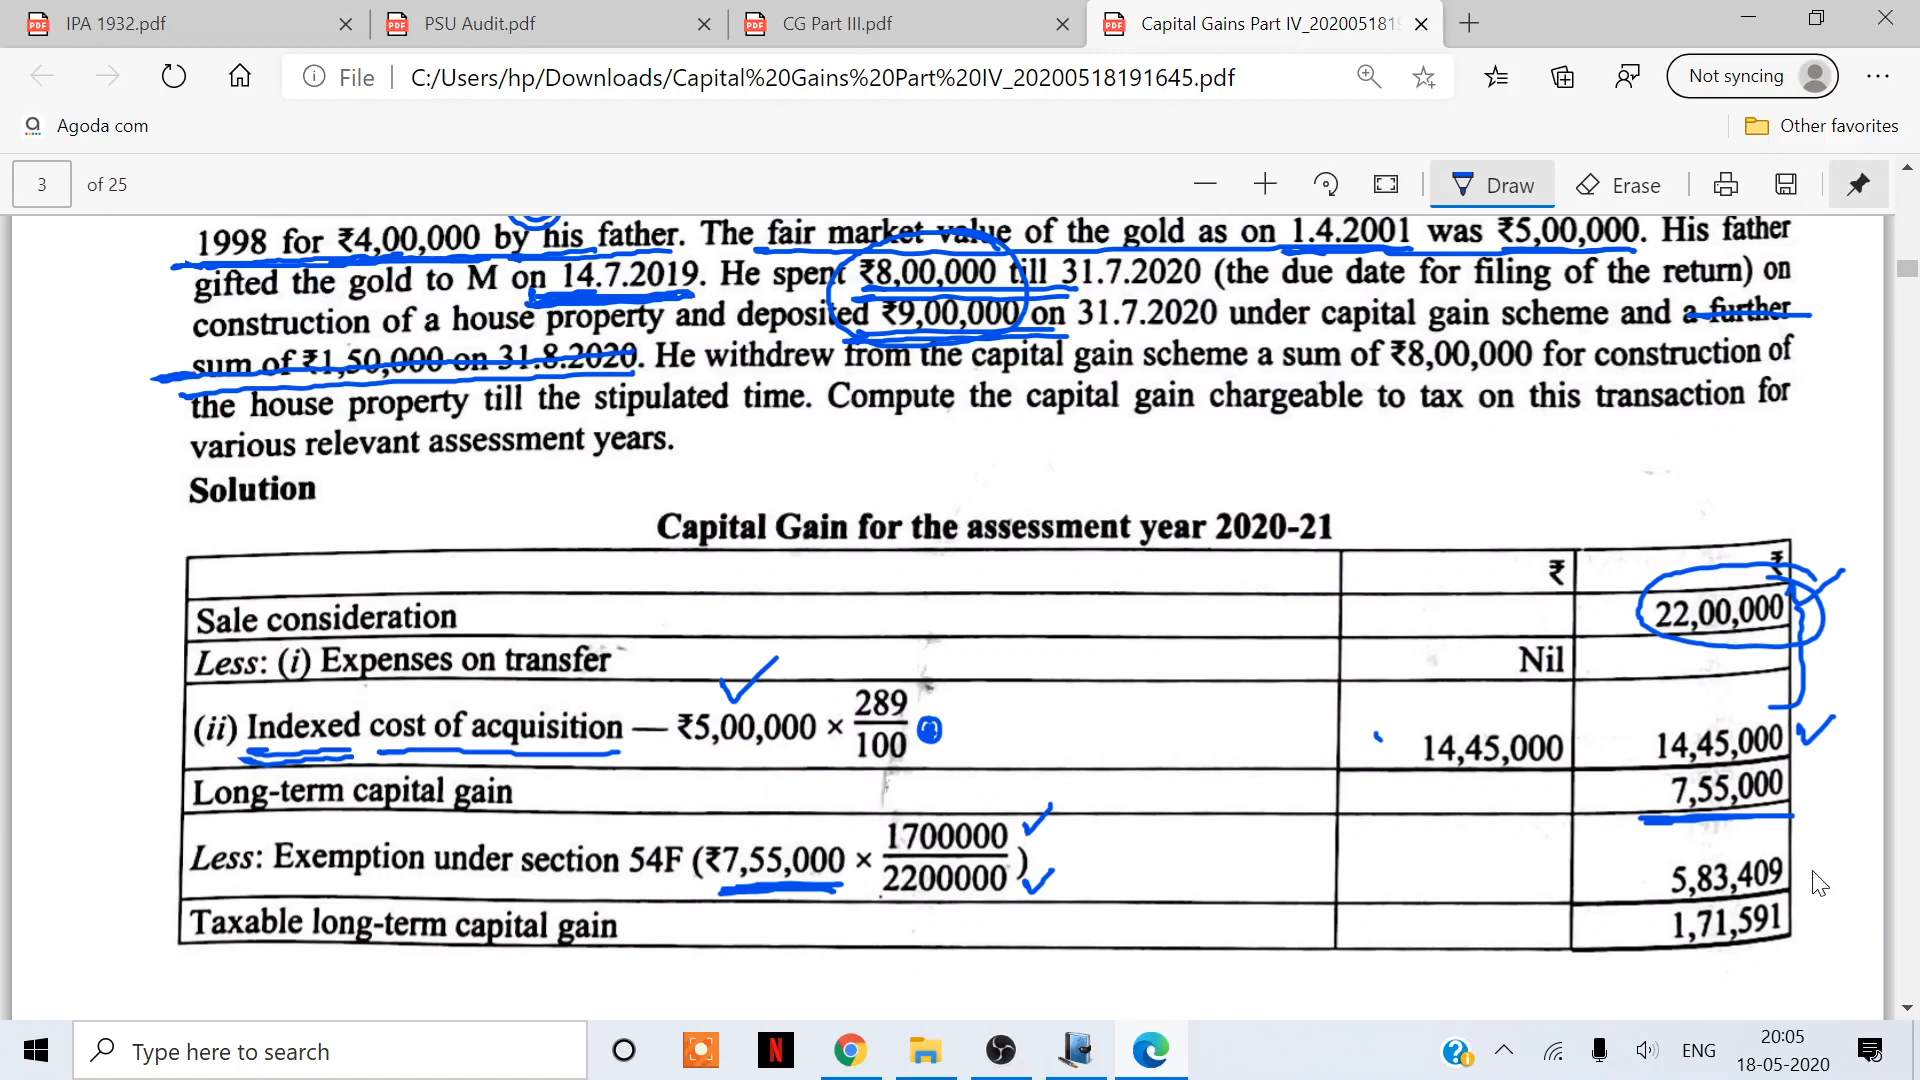 IPA 1932.pdf
PSU Audit.pdf
CG Part III.pdf
Capital Gains Part IV_202005181
File
C:/Users/hp/Downloads/Capital%20Gains%20Part%20IV_20200518191645.pdf
Not syncing
Agoda com
Other favorites
3 of 25
Draw
Erase
1998 for ₹4,00,000 by his father. The fair market value of the gold as on 1.4.2001 was ₹5,00,000. His father
gifted the gold to M on 14.7.2019. He spent ₹8,00,000 till 31.7.2020 (the due date for filing of the return) on
construction of a house property and deposited ₹9,00,000 on 31.7.2020 under capital gain scheme and a further
sum of ₹1,50,000 on 31.8.2020. He withdrew from the capital gain scheme a sum of ₹8,00,000 for construction of
the house property till the stipulated time. Compute the capital gain chargeable to tax on this transaction for
various relevant assessment years.
Solution
Capital Gain for the assessment year 2020-21
₹ ₹
Sale consideration 22,00,000
Less: (i) Expenses on transfer Nil
(ii) Indexed cost of acquisition — ₹5,00,000 × 289/100 14,45,000 14,45,000
Long-term capital gain 7,55,000
Less: Exemption under section 54F (₹7,55,000 × 1700000/2200000) 5,83,409
Taxable long-term capital gain 1,71,591
Type here to search
N
ENG
20:05
18-05-2020